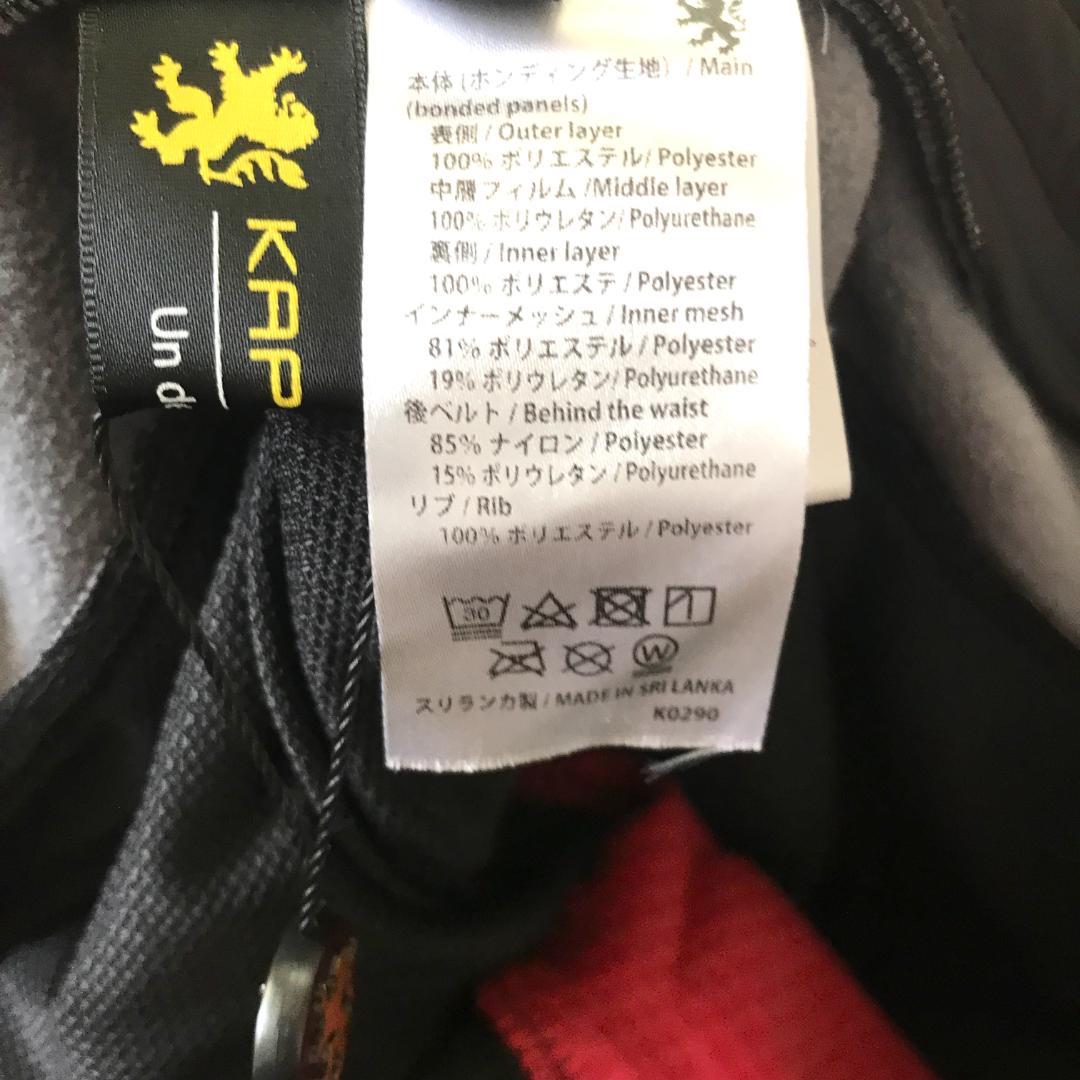 KAP
Un d
本体(ボンディング生地) / Main
(bonded panels)
表側 / Outer layer
100% ポリエステル/ Polyester
中層フィルム /Middle layer
100% ポリウレタン/ Polyurethane
裏側 / Inner layer
100% ポリエステ / Polyester
インナーメッシュ / Inner mesh
81% ポリエステル / Polyester
19% ポリウレタン/ Polyurethane
後ベルト / Behind the waist
85% ナイロン / Polyester
15% ポリウレタン / Polyurethane
リブ / Rib
100% ポリエステル / Polyester
30
W
スリランカ製 / MADE IN SRI LANKA
K0290